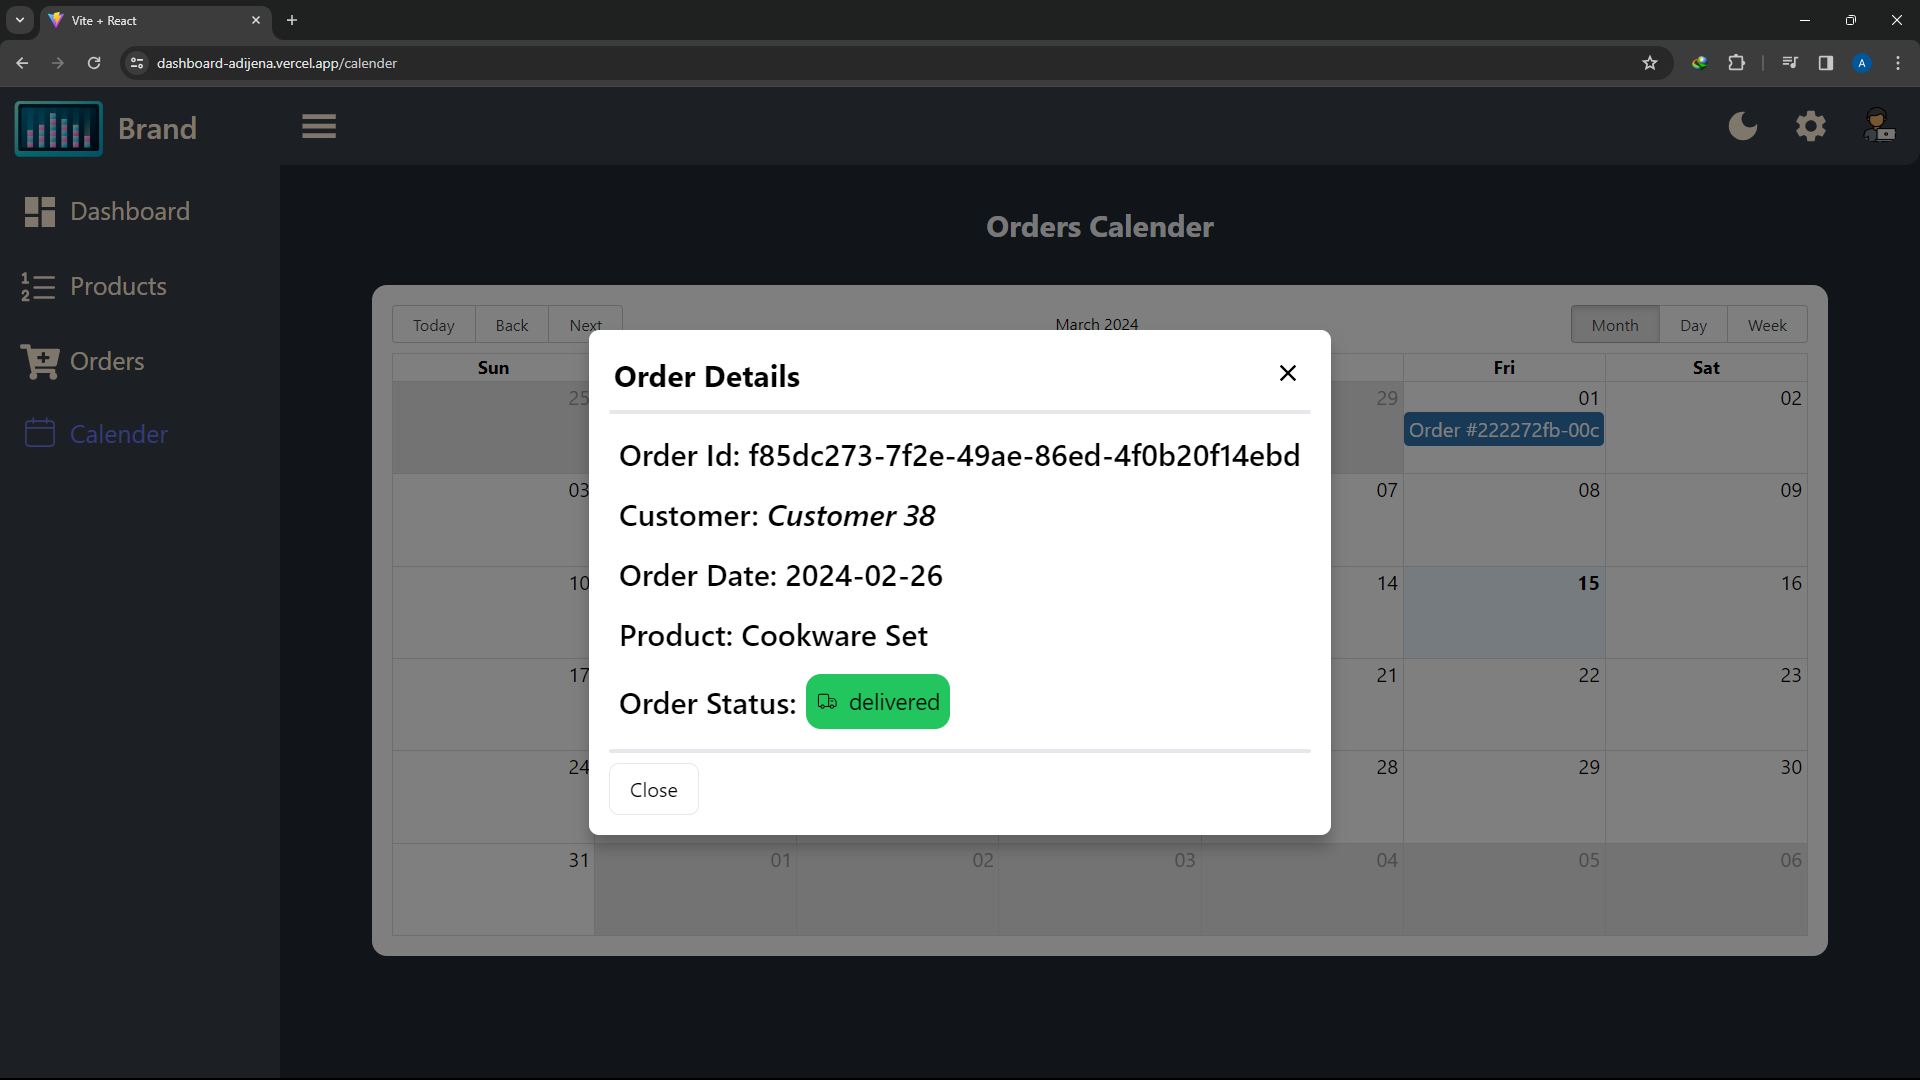 Vite + React
dashboard-adijena.vercel.app/calender
A
Brand
Dashboard
Products
1
2
Orders
Calender
Orders Calender
Today Back Next
March 2024
Month Day Week
Sun Fri Sat
25 29 01 02
Order #222272fb-00c
03 07 08 09
10 14 15 16
17 21 22 23
24 28 29 30
31 01 02 03 04 05 06
Order Details
Order Id: f85dc273-7f2e-49ae-86ed-4f0b20f14ebd
Customer: Customer 38
Order Date: 2024-02-26
Product: Cookware Set
Order Status: delivered
Close